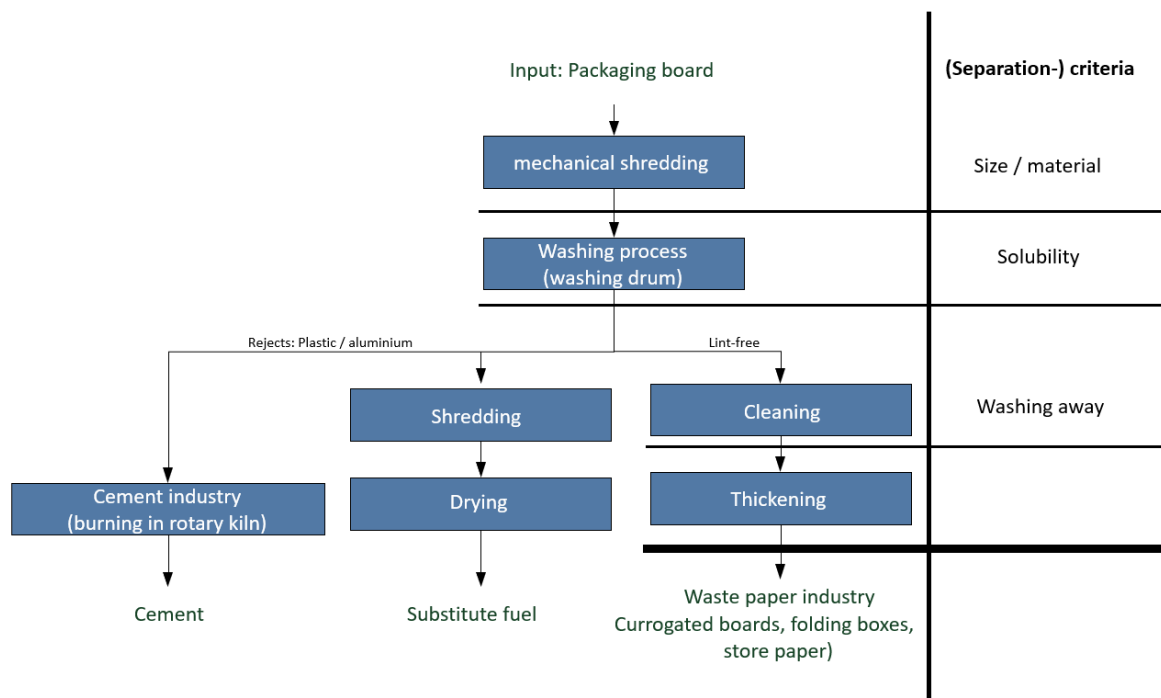 Input: Packaging board
(Separation-) criteria
mechanical shredding
Size / material
Washing process
(washing drum)
Solubility
Rejects: Plastic / aluminium
Lint-free
Shredding
Cleaning
Washing away
Cement industry
(burning in rotary kiln)
Drying
Thickening
Cement
Substitute fuel
Waste paper industry
Currogated boards, folding boxes,
store paper)